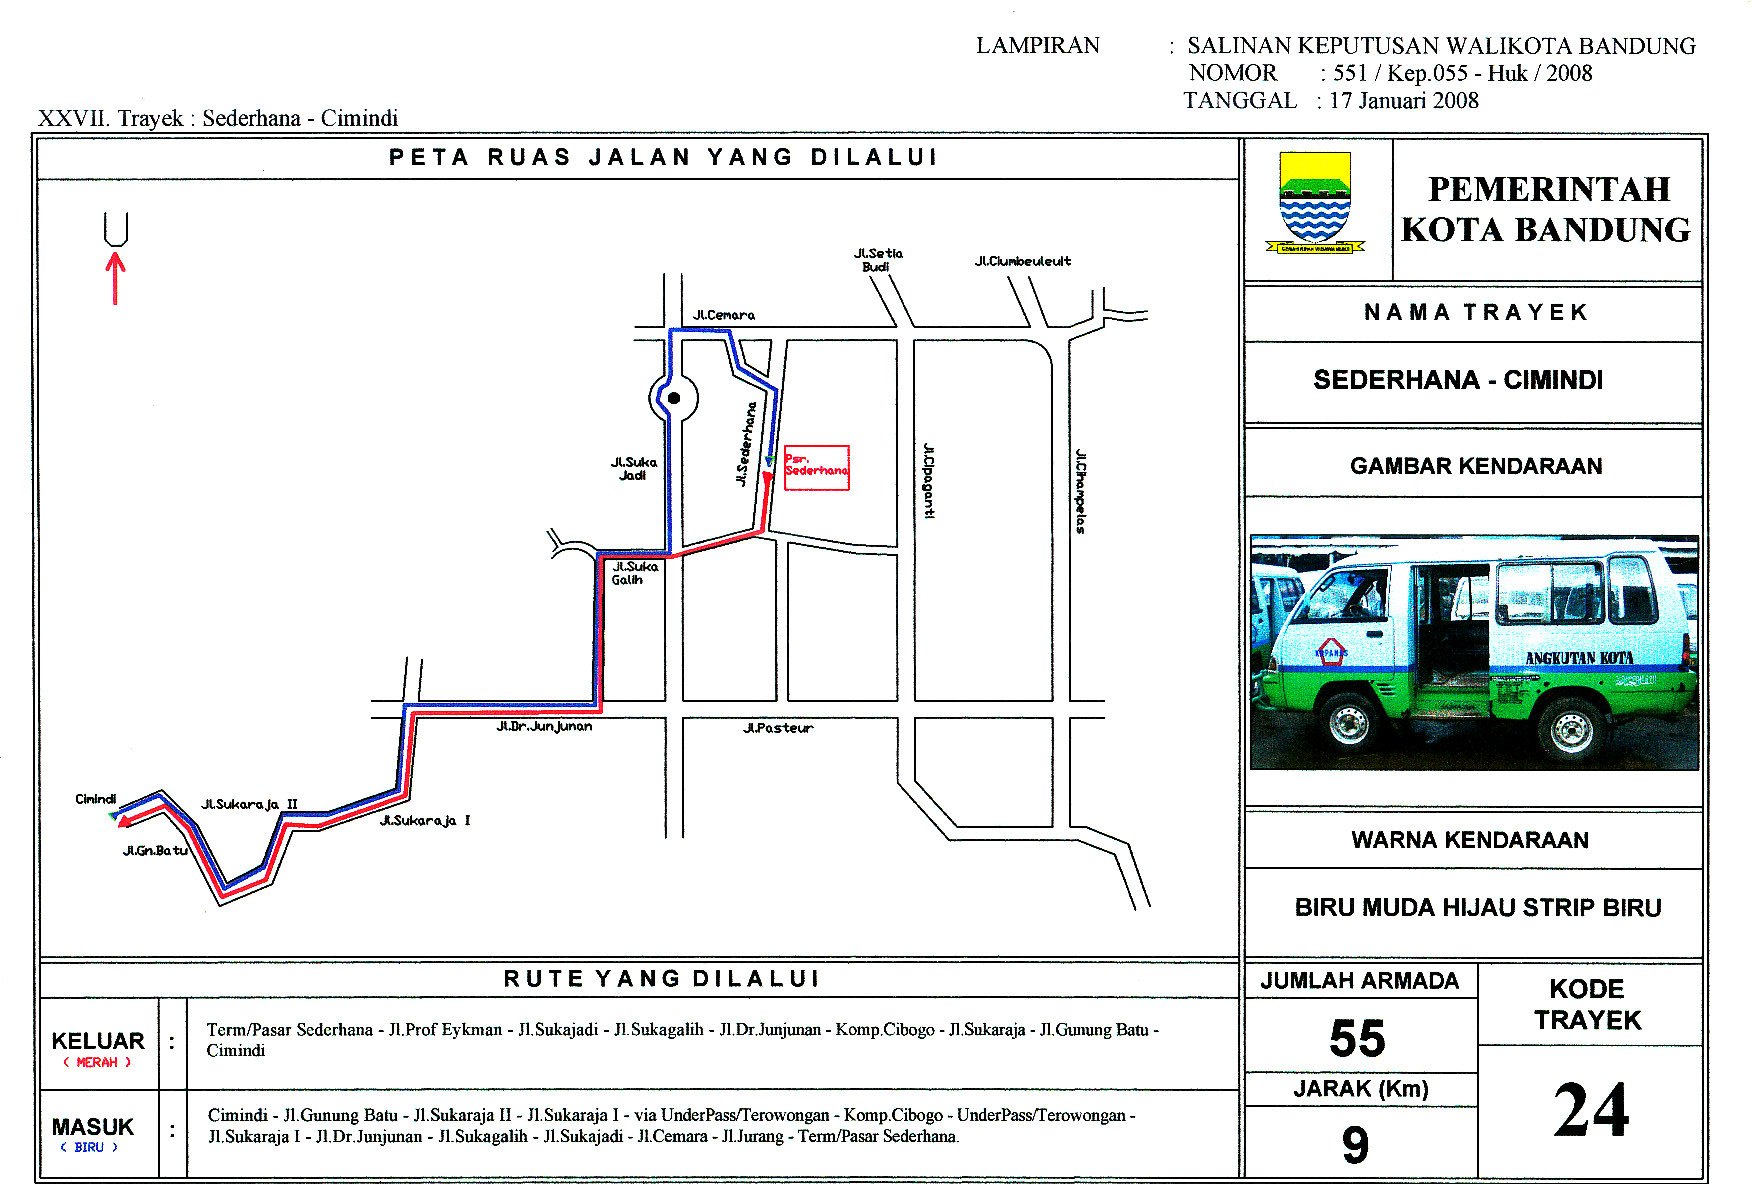 LAMPIRAN : SALINAN KEPUTUSAN WALIKOTA BANDUNG
NOMOR : 551 / Kep.055 - Huk / 2008
TANGGAL : 17 Januari 2008
XXVII. Trayek : Sederhana - Cimindi
PETA RUAS JALAN YANG DILALUI
U
Jl.Setia
Budi
Jl.Ciumbeuleuit
Jl.Cemara
Jl.Sederhana
Psr.
Sederhana
Jl.Suka
Jadi
Jl.Cipaganti
Jl.Cihampelas
Jl.Suka
Galih
Jl.Dr.Junjunan
Jl.Pasteur
Cimindi
Jl.Sukaraja II
Jl.Sukaraja I
Jl.Gn.Batu
PEMERINTAH
KOTA BANDUNG
NAMA TRAYEK
SEDERHANA - CIMINDI
GAMBAR KENDARAAN
ANGKUTAN KOTA
WARNA KENDARAAN
BIRU MUDA HIJAU STRIP BIRU
RUTE YANG DILALUI
KELUAR :
( MERAH )
Term/Pasar Sederhana - Jl.Prof Eykman - Jl.Sukajadi - Jl.Sukagalih - Jl.Dr.Junjunan - Komp.Cibogo - Jl.Sukaraja - Jl.Gunung Batu -
Cimindi
MASUK :
( BIRU )
Cimindi - Jl.Gunung Batu - Jl.Sukaraja II - Jl.Sukaraja I - via UnderPass/Terowongan - Komp.Cibogo - UnderPass/Terowongan -
Jl.Sukaraja I - Jl.Dr.Junjunan - Jl.Sukagalih - Jl.Sukajadi - Jl.Cemara - Jl.Jurang - Term/Pasar Sederhana.
JUMLAH ARMADA
55
JARAK (Km)
9
KODE
TRAYEK
24